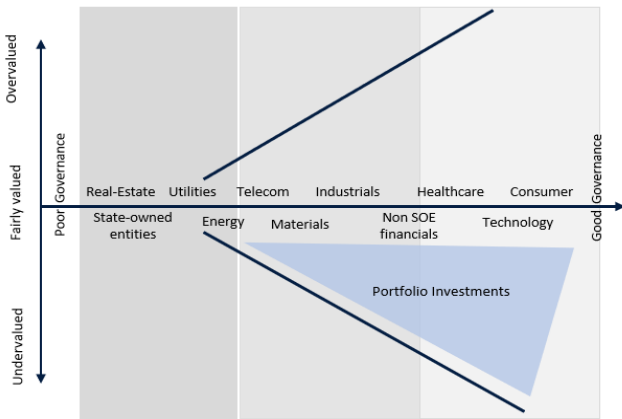 Overvalued
Fairly valued
Undervalued
Poor Governance
Good Governance
Real-Estate Utilities Telecom Industrials Healthcare Consumer
State-owned
entities
Energy
Materials
Non SOE
financials
Technology
Portfolio Investments